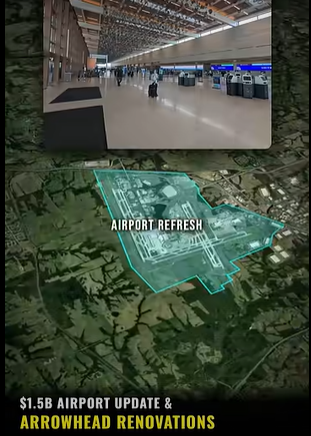 AIRPORT REFRESH
$1.5B AIRPORT UPDATE &
ARROWHEAD RENOVATIONS